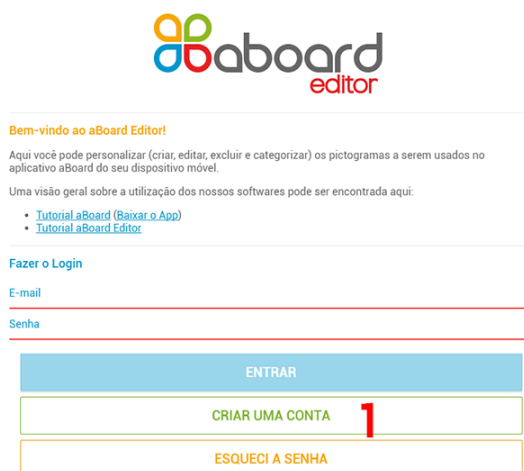 aboard
editor
Bem-vindo ao aBoard Editor!
Aqui você pode personalizar (criar, editar, excluir e categorizar) os pictogramas a serem usados no
aplicativo aBoard do seu dispositivo móvel.
Uma visão geral sobre a utilização dos nossos softwares pode ser encontrada aqui:
Tutorial aBoard (Baixar o App)
Tutorial aBoard Editor
Fazer o Login
E-mail
Senha
ENTRAR
CRIAR UMA CONTA 1
ESQUECI A SENHA